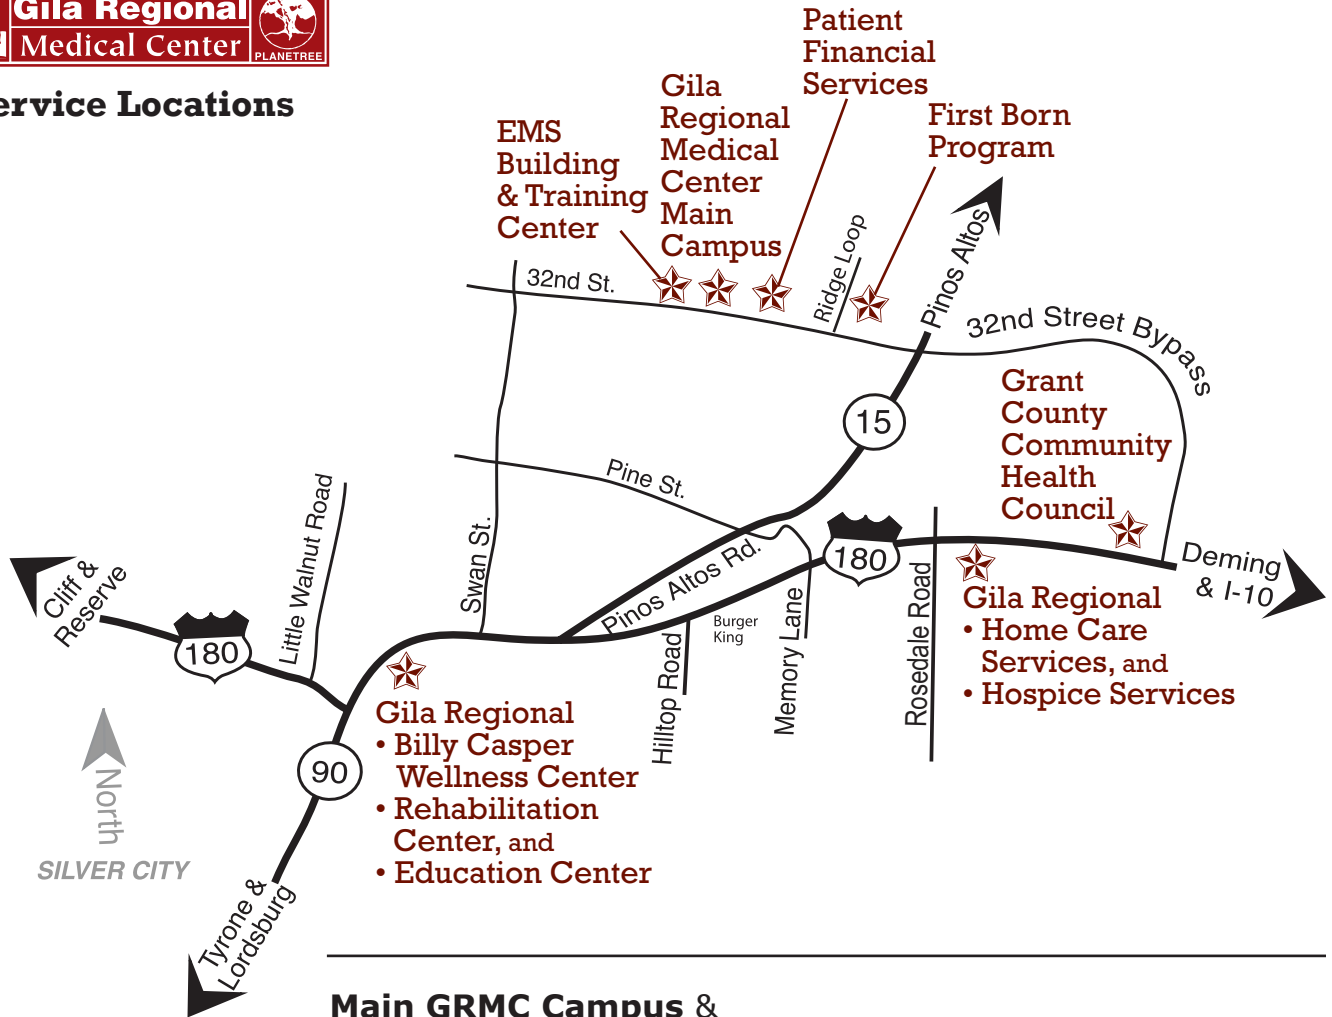 Gila Regional
Medical Center
PLANETREE
ervice Locations
Patient
Financial
Services
Gila
Regional
Medical
Center
Main
Campus
First Born
Program
EMS
Building
& Training
Center
32nd St.
Ridge Loop
Pinos Altos
32nd Street Bypass
Grant
County
Community
Health
Council
15
Pine St.
Little Walnut Road
Swan St.
Pinos Altos Rd.
180
Deming
& I-10
Cliff &
Reserve
180
Burger
King
Hilltop Road
Memory Lane
Rosedale Road
Gila Regional
• Home Care
Services, and
• Hospice Services
Gila Regional
• Billy Casper
Wellness Center
• Rehabilitation
Center, and
• Education Center
90
North
SILVER CITY
Tyrone &
Lordsburg
Main GRMC Campus &